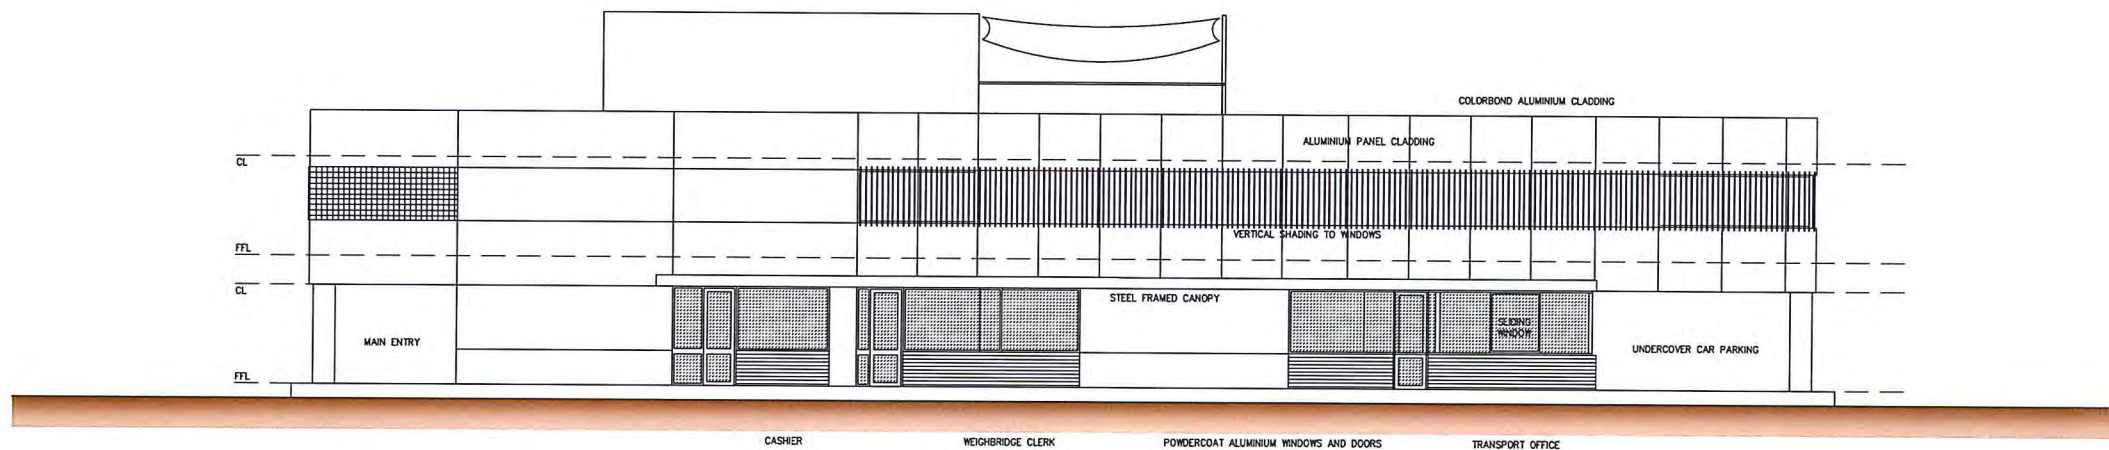 COLORBOND ALUMINIUM CLADDING
ALUMINIUM PANEL CLADDING
CL
VERTICAL SHADING TO WINDOWS
FFL
CL
STEEL FRAMED CANOPY
SLIDING
WINDOW
MAIN ENTRY
UNDERCOVER CAR PARKING
FFL
CASHIER
WEIGHBRIDGE CLERK
POWDERCOAT ALUMINIUM WINDOWS AND DOORS
TRANSPORT OFFICE